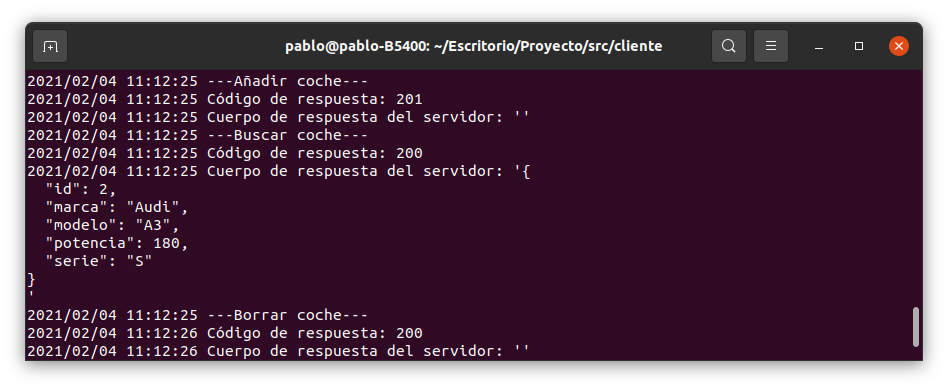 pablo@pablo-B5400: ~/Escritorio/Proyecto/src/cliente
2021/02/04 11:12:25 ---Añadir coche---
2021/02/04 11:12:25 Código de respuesta: 201
2021/02/04 11:12:25 Cuerpo de respuesta del servidor: ''
2021/02/04 11:12:25 ---Buscar coche---
2021/02/04 11:12:25 Código de respuesta: 200
2021/02/04 11:12:25 Cuerpo de respuesta del servidor: '{
  "id": 2,
  "marca": "Audi",
  "modelo": "A3",
  "potencia": 180,
  "serie": "S"
}
'
2021/02/04 11:12:25 ---Borrar coche---
2021/02/04 11:12:26 Código de respuesta: 200
2021/02/04 11:12:26 Cuerpo de respuesta del servidor: ''